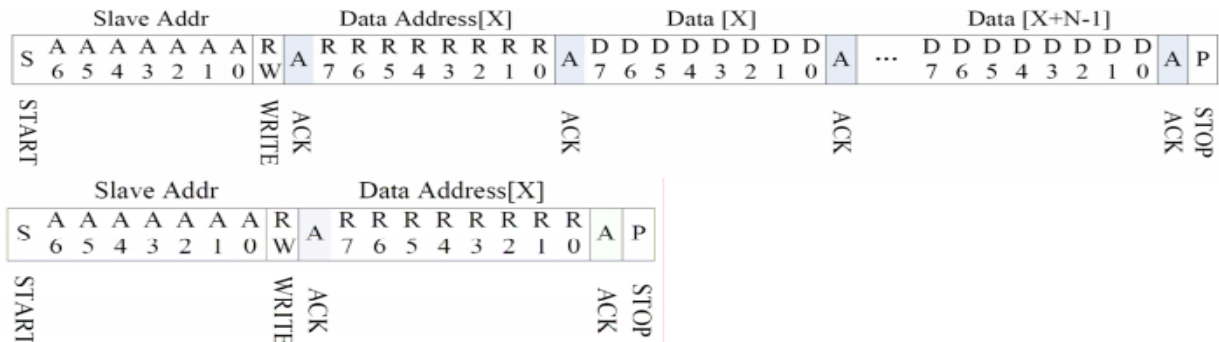 Slave Addr Data Address[X] Data [X] Data [X+N-1]
S A A A A A A A R A R R R R R R R R A D D D D D D D D A ... D D D D D D D D A P
6 5 4 3 2 1 0 W 7 6 5 4 3 2 1 0 7 6 5 4 3 2 1 0 7 6 5 4 3 2 1 0
START WRITE ACK ACK ACK ACK STOP
Slave Addr Data Address[X]
S A A A A A A A R A R R R R R R R R A P
6 5 4 3 2 1 0 W 7 6 5 4 3 2 1 0
START WRITE ACK ACK STOP